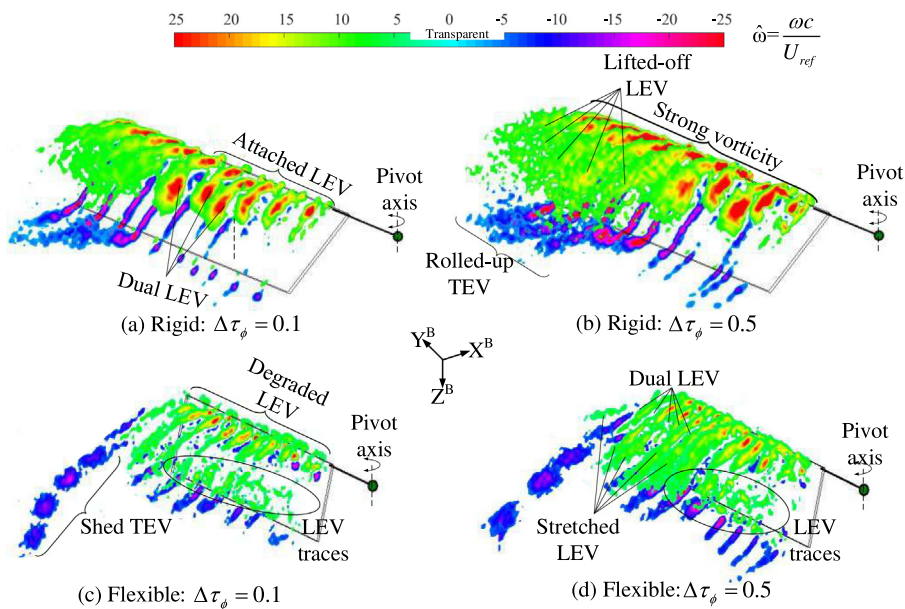 25 20 15 10 5 -0 -5 -10 -15 -20 -25
Transparent
ω̂=ωc/U_ref
Lifted-off
LEV
Strong vorticity
Attached LEV
Pivot
axis
Pivot
axis
Dual LEV
Rolled-up
TEV
(a) Rigid: Δτ_ϕ = 0.1
(b) Rigid: Δτ_ϕ = 0.5
Y^B
X^B
Z^B
Degraded
LEV
Dual LEV
Pivot
axis
Pivot
axis
Shed TEV
LEV
traces
Stretched
LEV
LEV
traces
(c) Flexible: Δτ_ϕ = 0.1
(d) Flexible: Δτ_ϕ = 0.5